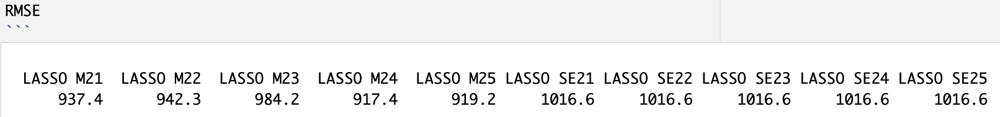 RMSE
```
LASSO M21 LASSO M22 LASSO M23 LASSO M24 LASSO M25 LASSO SE21 LASSO SE22 LASSO SE23 LASSO SE24 LASSO SE25
937.4 942.3 984.2 917.4 919.2 1016.6 1016.6 1016.6 1016.6 1016.6